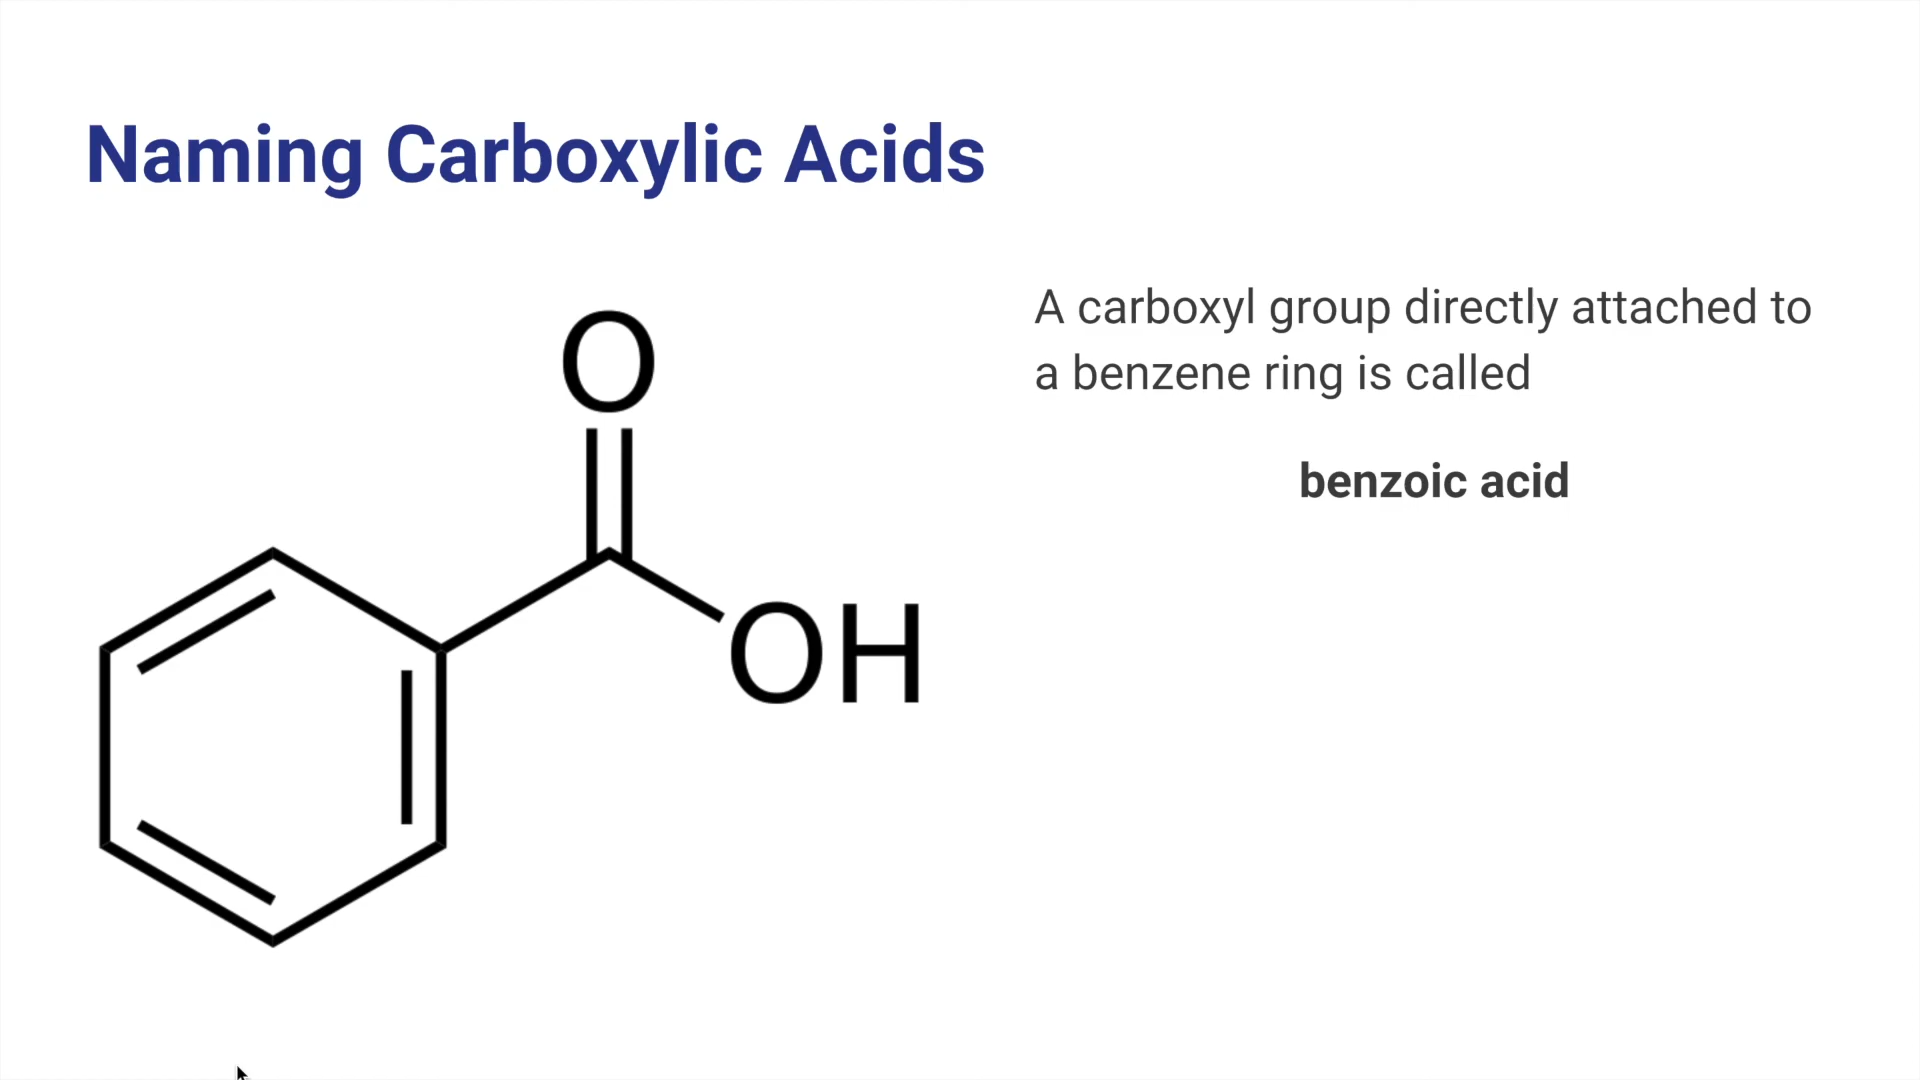 Naming Carboxylic Acids
A carboxyl group directly attached to
a benzene ring is called
benzoic acid
O
OH